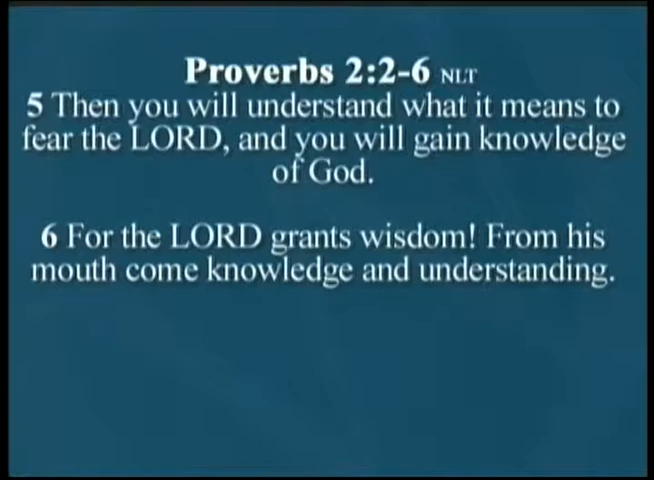 Proverbs 2:2-6 NLT
5 Then you will understand what it means to
fear the LORD, and you will gain knowledge
of God.
6 For the LORD grants wisdom! From his
mouth come knowledge and understanding.